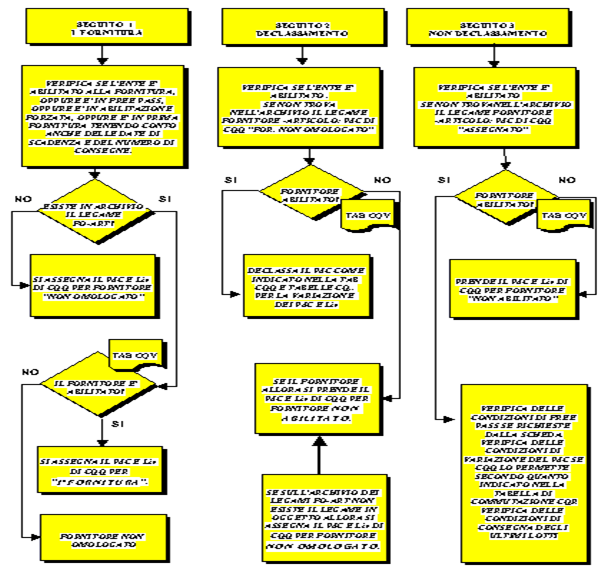 SEGUITO 1
1 FORNITURA
VERIFICA SE L'ENTE E'
ABILITATO ALLA FORNITURA,
OPPURE E' IN FREE PASS,
OPPURE E' IN ABILITAZIONE
FORZATA, OPPURE E' IN PRIMA
FORNITURA TENENDO CONTO
ANCHE DELLE DATE DI
SCADENZA E DEL NUMERO DI
CONSEGNE.
NO
SI
ESISTE IN ARCHIVIO
IL LEGAME
FO-ART?
SI ASSEGNA IL P&C E Liv
DI CQQ PER FORNITORE
"NON OMOLOGATO"
TAB CQV
NO
IL FORNITORE E'
ABILITATO?
SI
SI ASSEGNA IL P&C E Liv
DI CQQ PER
"1° FORNITURA".
FORNITORE NON
OMOLOGATO
SEGUITO 2
DECLASSAMENTO
VERIFICA SE L'ENTE E'
ABILITATO.
SE NON TROVA
NELL'ARCHIVIO IL LEGAME
FORNITORE-ARTICOLO: P&C DI
CQQ "FOR. NON OMOLOGATO"
SI
NO
FORNITORE
ABILITATO?
TAB CQV
DECLASSA IL P&C COME
INDICATO NELLA TAB
CQQ E TABELLE CQ..
PER LA VARIAZIONE
DEI P&C E Liv
SE IL FORNITORE
ALLORA SI PRENDE IL
P&C E Liv DI CQQ PER
FORNITORE NON
ABILITATO.
SE SULL'ARCHIVIO DEI
LEGAMI FO-ART NON
ESISTE IL LEGAME IN
OGGETTO ALLORA SI
ASSEGNA IL P&C E Liv DI
CQQ PER FORNITORE
NON OMOLOGATO.
SEGUITO 3
NON DECLASSAMENTO
VERIFICA SE L'ENTE E'
ABILITATO
SE NON TROVA NELL'ARCHIVIO
IL LEGAME FORNITORE
-ARTICOLO: P&C DI CQQ
"ASSEGNATO"
SI
NO
FORNITORE
ABILITATO?
TAB CQV
PRENDE IL P&C E Liv DI
CQQ PER FORNITORE
"NON ABILITATO"
VERIFICA DELLE
CONDIZIONI DI FREE
PASS SE RICHIESTE
DALLA SCHEDA
VERIFICA DELLE
CONDIZIONI DI
VARIAZIONE DEL P&C SE
CQQ LO PERMETTE
SECONDO QUANTO
INDICATO NELLA
TABELLA DI
COMMUTAZIONE CQR
VERIFICA DELLE
CONDIZIONI DI
CONSEGNA DEGLI
ULTIMI LOTTI